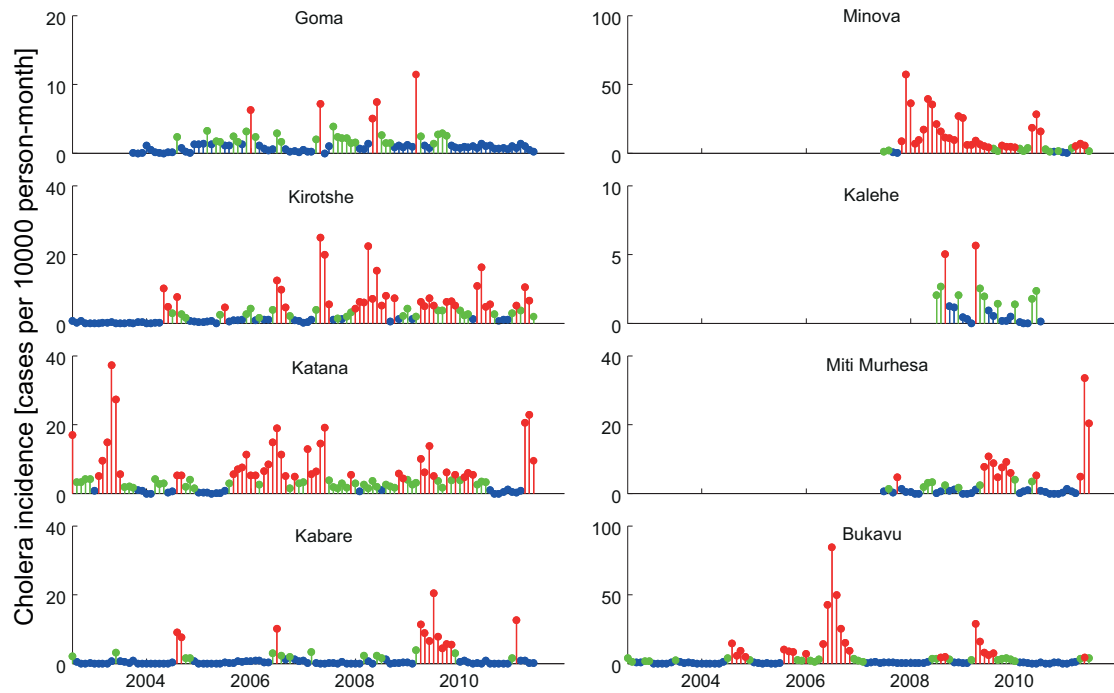 Cholera incidence [cases per 10000 person-month]
Goma
20
10
0
Minova
100
50
0
Kirotshe
40
20
0
Kalehe
10
5
0
Katana
40
20
0
Miti Murhesa
40
20
0
Kabare
40
20
0
2004 2006 2008 2010
Bukavu
100
50
0
2004 2006 2008 2010